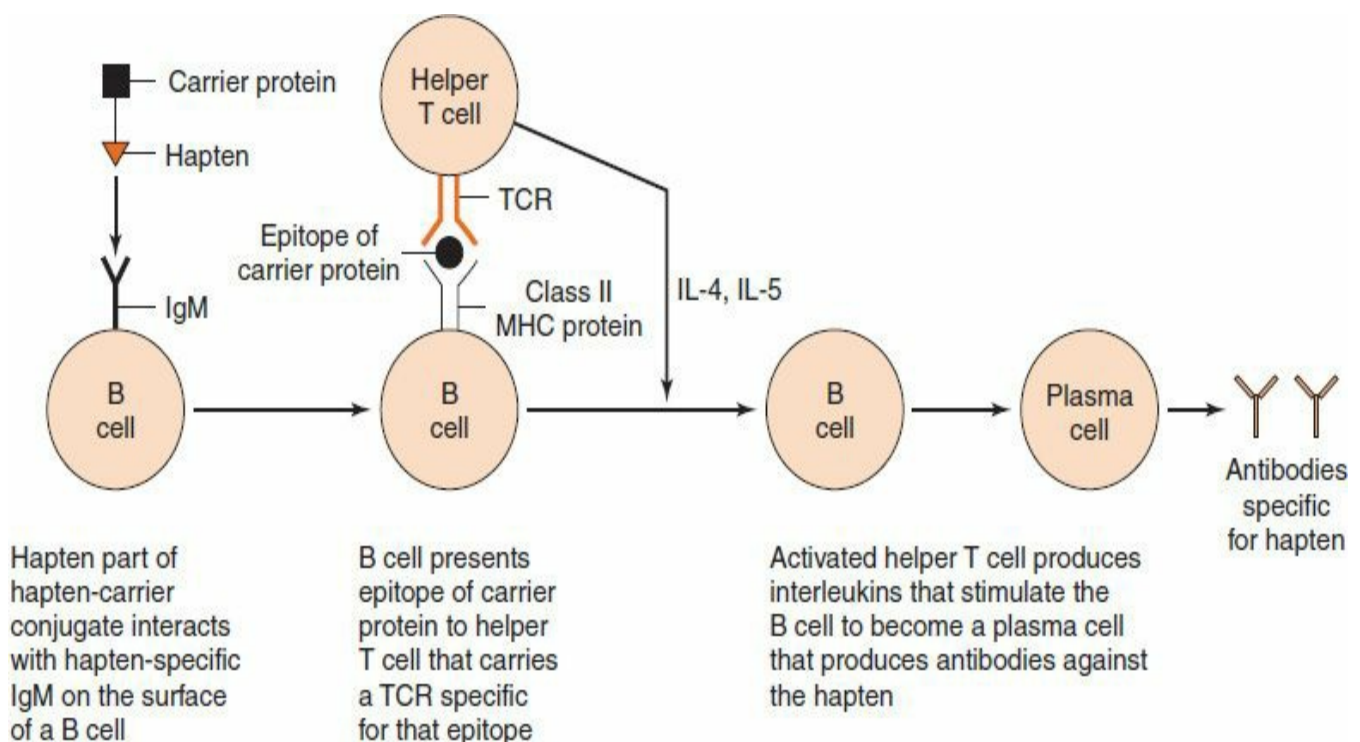 Carrier protein
Hapten
IgM
B
cell
Helper
T cell
TCR
Epitope of
carrier protein
Class II
MHC protein
B
cell
IL-4, IL-5
B
cell
Plasma
cell
Antibodies
specific
for hapten
Hapten part of
hapten-carrier
conjugate interacts
with hapten-specific
IgM on the surface
of a B cell
B cell presents
epitope of carrier
protein to helper
T cell that carries
a TCR specific
for that epitope
Activated helper T cell produces
interleukins that stimulate the
B cell to become a plasma cell
that produces antibodies against
the hapten